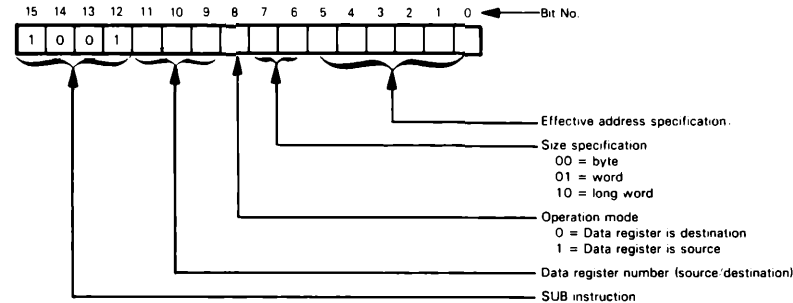 15 14 13 12 11 10 9 8 7 6 5 4 3 2 1 0 Bit No.
1 0 0 1
Effective address specification.
Size specification
00 = byte
01 = word
10 = long word
Operation mode
0 = Data register is destination
1 = Data register is source
Data register number (source/destination)
SUB instruction